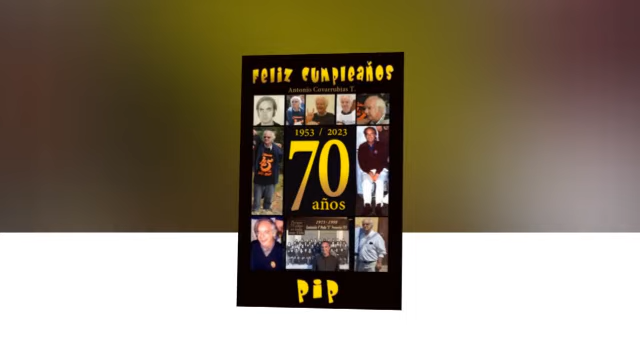 Feliz Cumpleaños
Antonio Covarrubias T.
1953 / 2023
70
años
PiP